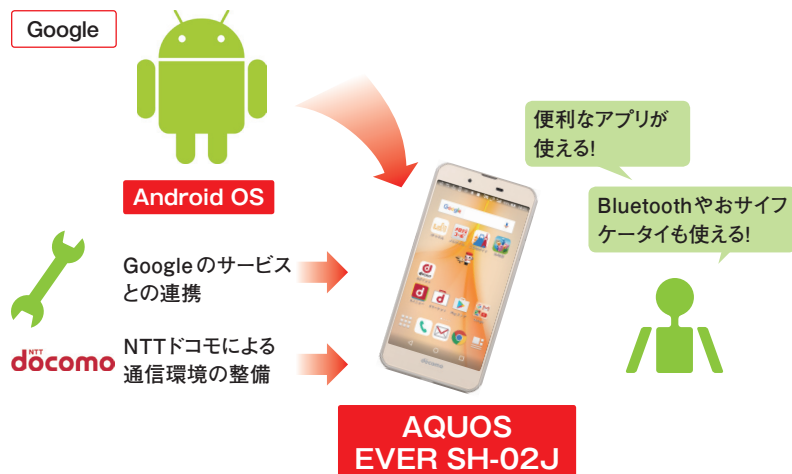 Google
Android OS
便利なアプリが
使える!
Bluetoothやおサイフ
ケータイも使える!
Googleのサービス
との連携
NTT
docomo
NTTドコモによる
通信環境の整備
Google
docomo
AQUOS
EVER SH-02J